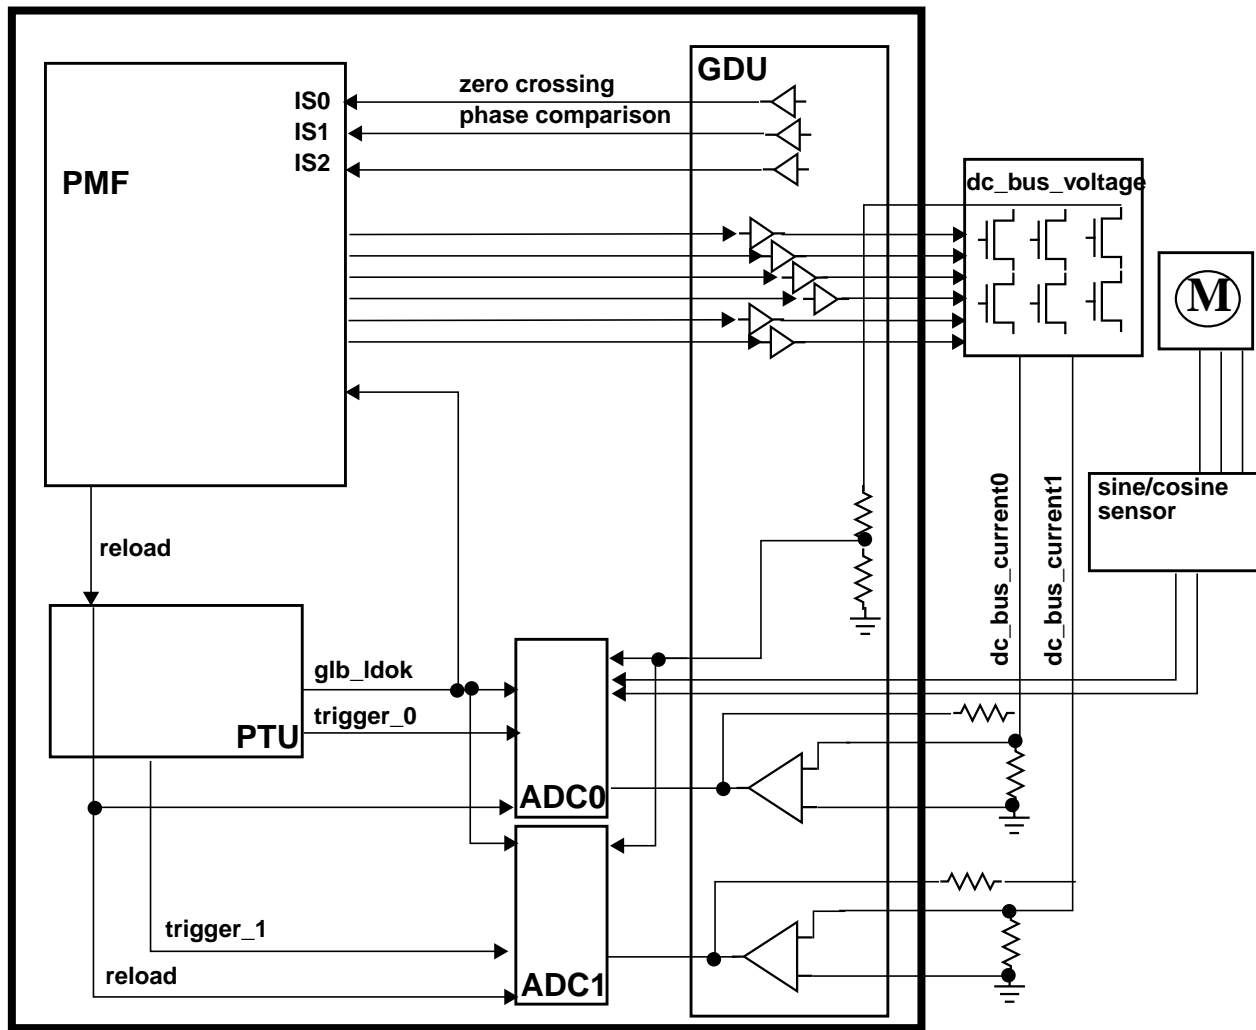 GDU
zero crossing
IS0
phase comparison
IS1
IS2
PMF
dc_bus_voltage
M
sine/cosine
sensor
dc_bus_current0
dc_bus_current1
reload
glb_ldok
trigger_0
PTU
ADC0
trigger_1
reload
ADC1